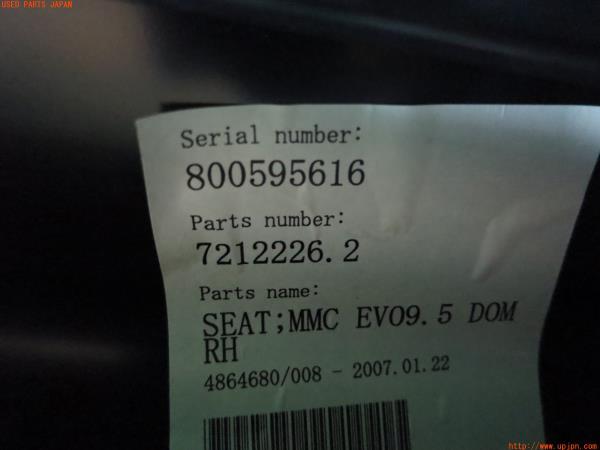 USED PARTS JAPAN
Serial number:
800595616
Parts number:
7212226.2
Parts name:
SEAT;MMC EVO9.5 DOM
RH
4864680/008 - 2007.01.22
http://www.upjpn.com